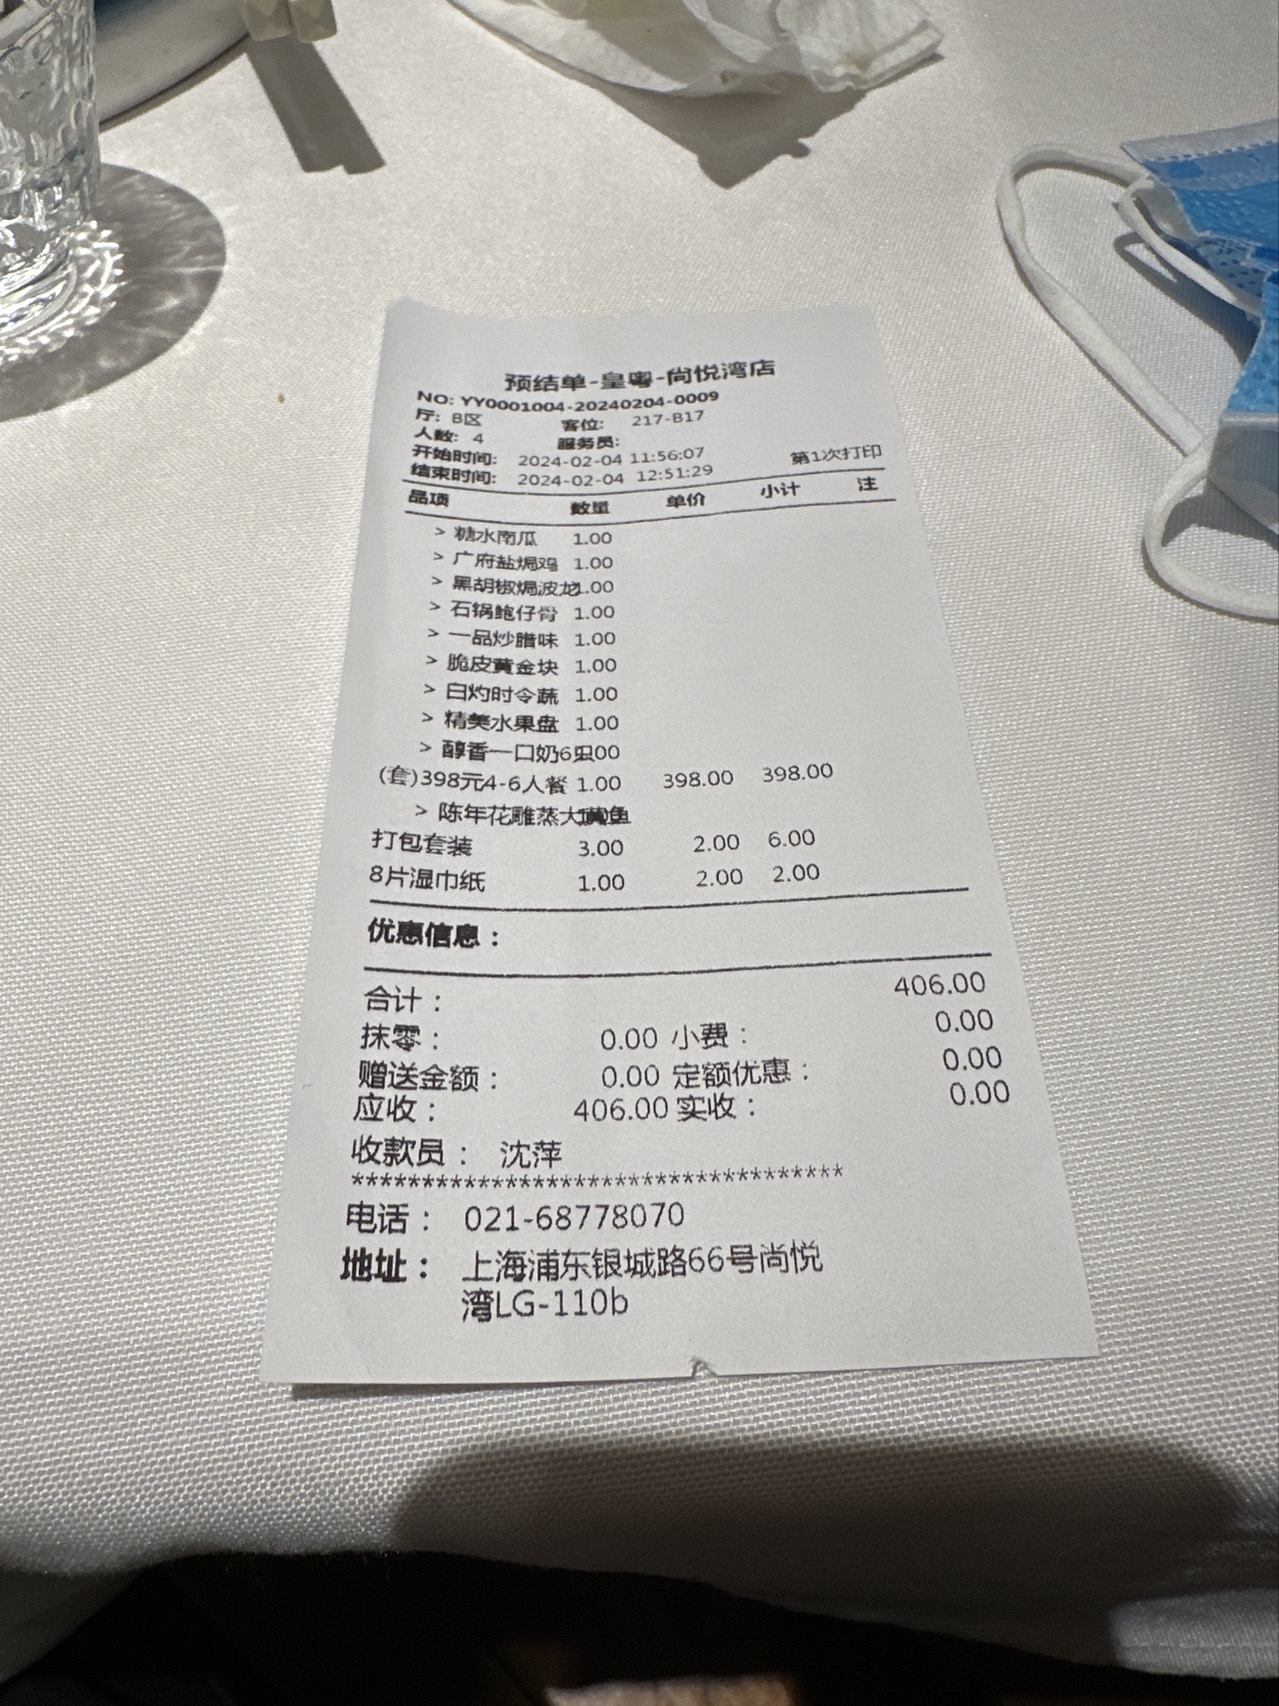 预结单-皇粤-尚悦湾店
NO: YY0001004-20240204-0009
厅: B区 客位: 217-B17
人数: 4 服务员:
开始时间: 2024-02-04 11:56:07
结束时间: 2024-02-04 12:51:29 第1次打印
品项 数量 单价 小计 注
> 糖水南瓜 1.00
> 广府盐焗鸡 1.00
> 黑胡椒焗波龙1.00
> 石锅鲍仔骨 1.00
> 一品炒腊味 1.00
> 脆皮黄金块 1.00
> 白灼时令蔬 1.00
> 精美水果盘 1.00
> 醇香一口奶6只.00
(套)398元4-6人餐 1.00 398.00 398.00
> 陈年花雕蒸大黄鱼
打包套装 3.00 2.00 6.00
8片湿巾纸 1.00 2.00 2.00
优惠信息：
合计： 406.00
抹零： 0.00 小费： 0.00
赠送金额： 0.00 定额优惠： 0.00
应收： 406.00 实收： 0.00
收款员： 沈萍
***********************************
电话： 021-68778070
地址： 上海浦东银城路66号尚悦
湾LG-110b